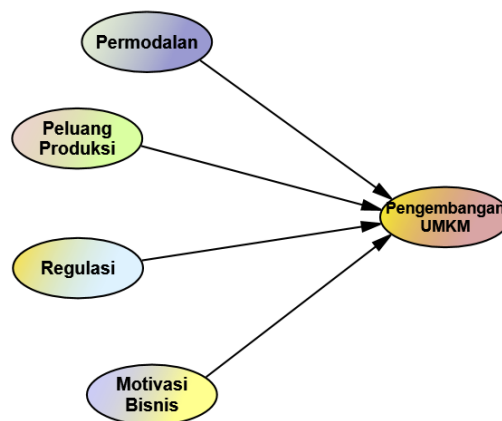 Permodalan
Peluang
Produksi
Pengembangan
UMKM
Regulasi
Motivasi
Bisnis